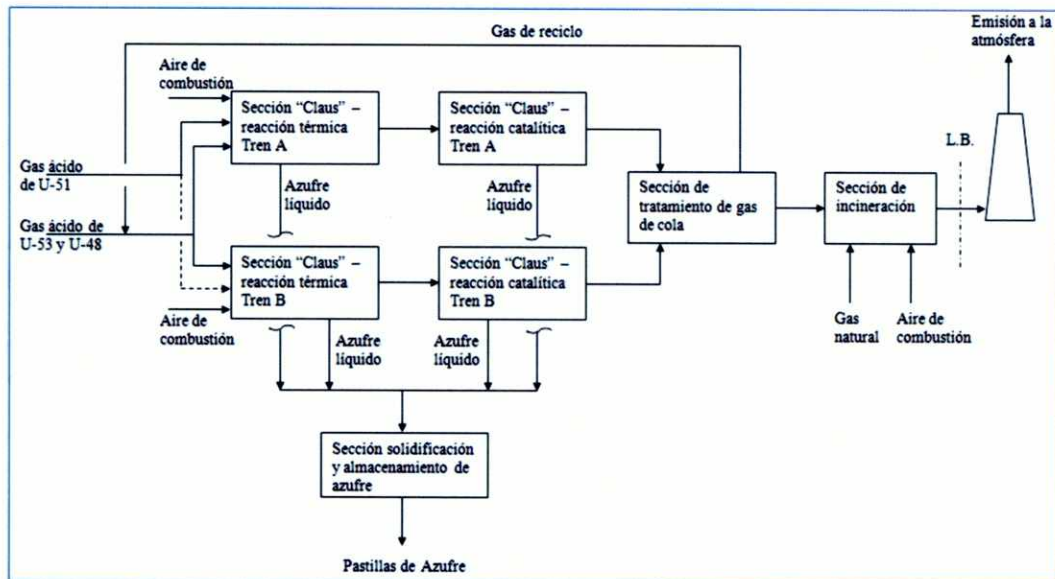 Gas de reciclo
Emisión a la
atmósfera
Aire de
combustión
Sección “Claus” –
reacción térmica
Tren A
Sección “Claus” –
reacción catalítica
Tren A
L.B.
Gas ácido
de U-51
Azufre
líquido
Azufre
líquido
Sección de
tratamiento de gas
de cola
Sección de
incineración
Gas ácido de
U-53 y U-48
Sección “Claus” –
reacción térmica
Tren B
Sección “Claus” –
reacción catalítica
Tren B
Aire de
combustión
Azufre
líquido
Azufre
líquido
Gas
natural
Aire de
combustión
Sección solidificación
y almacenamiento de
azufre
Pastillas de Azufre